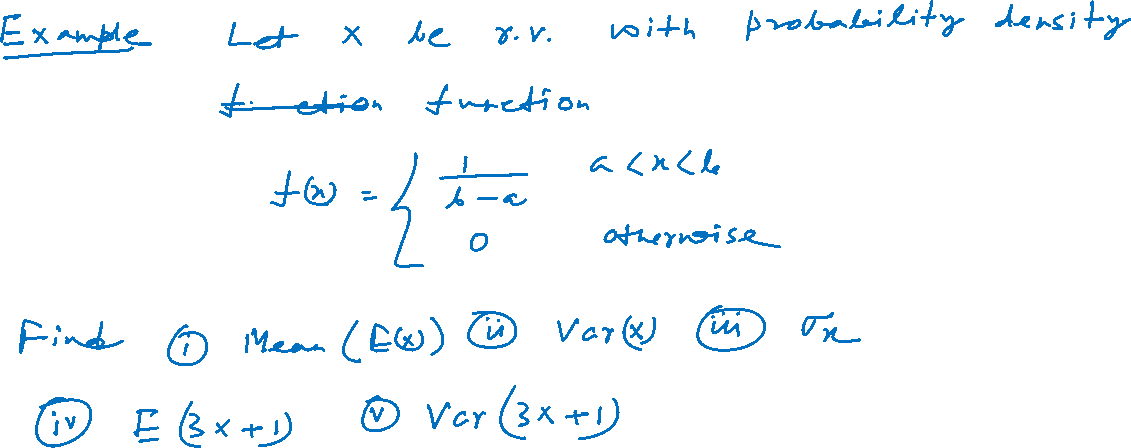 Example Let X be r.v. with probability density
function function
f(x) = { 1/(b-a) a < x < b
0 otherwise
Find (i) Mean (E(x)) (ii) Var(x) (iii) σx
(iv) E (3x+1) (v) Var (3x+1)